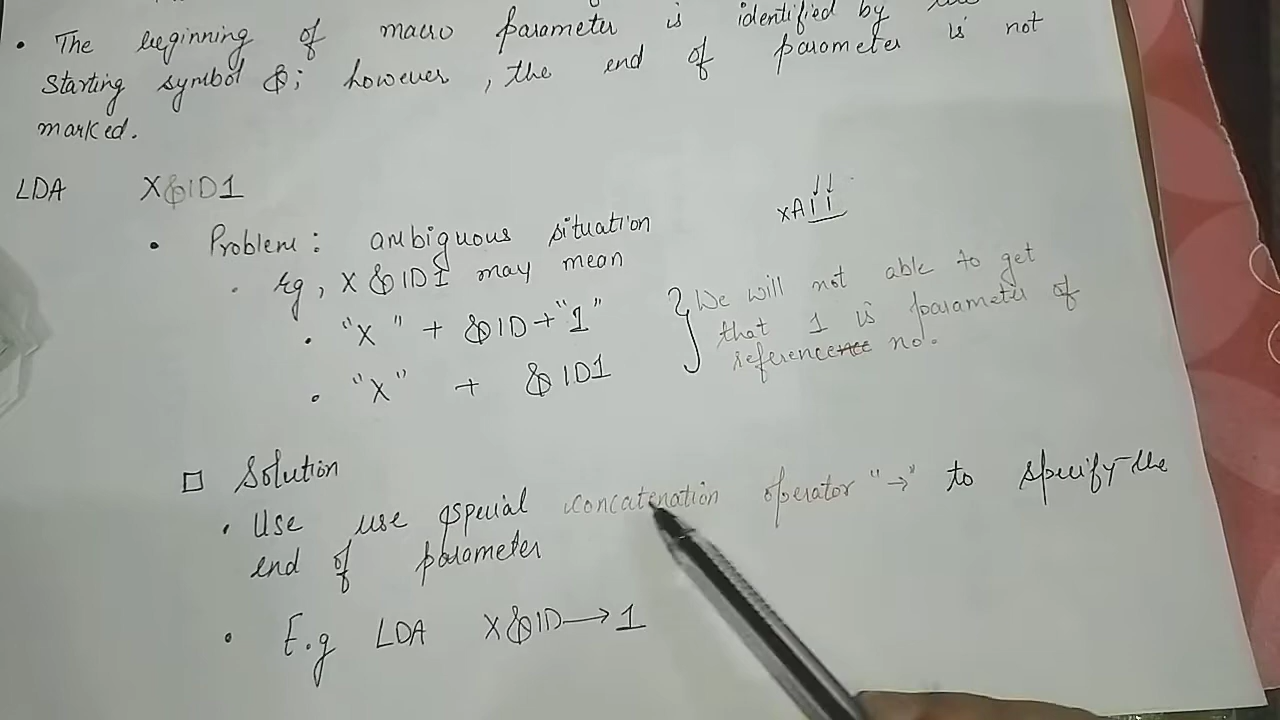 • The beginning of macro parameter is identified by the
starting symbol &; however, the end of parameter is not
marked.
LDA X&ID1
• Problem: ambiguous situation
• Eg, X&ID1 may mean
• "X" + &ID+"1"
• "X" + &ID1
xA11
} We will not able to get
that 1 is parameter of
reference no.
□ Solution
• Use use a special concatenation operator "→" to specify the
end of parameter
• E.g LDA X&ID→1